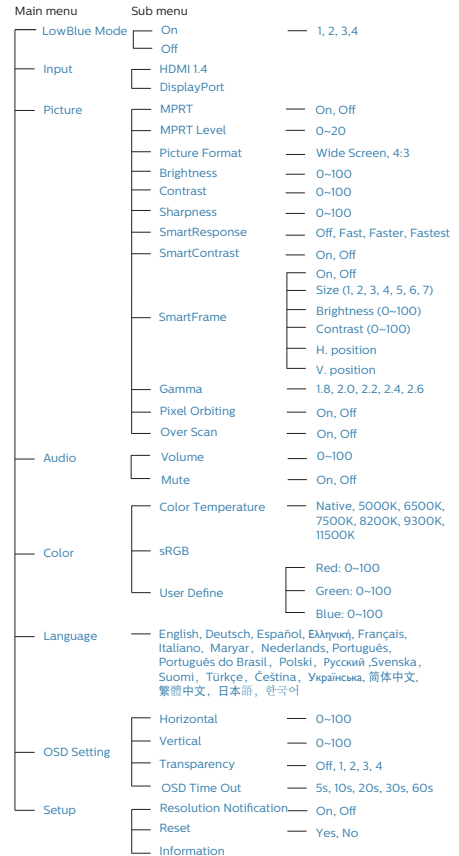 Main menu Sub menu
LowBlue Mode On 1, 2, 3,4
Off
Input HDMI 1.4
DisplayPort
Picture MPRT On, Off
MPRT Level 0~20
Picture Format Wide Screen, 4:3
Brightness 0~100
Contrast 0~100
Sharpness 0~100
SmartResponse Off, Fast, Faster, Fastest
SmartContrast On, Off
SmartFrame On, Off
Size (1, 2, 3, 4, 5, 6, 7)
Brightness (0~100)
Contrast (0~100)
H. position
V. position
Gamma 1.8, 2.0, 2.2, 2.4, 2.6
Pixel Orbiting On, Off
Over Scan On, Off
Audio Volume 0~100
Mute On, Off
Color Color Temperature Native, 5000K, 6500K,
7500K, 8200K, 9300K,
11500K
sRGB
User Define Red: 0~100
Green: 0~100
Blue: 0~100
Language English, Deutsch, Español, Ελληνική, Français,
Italiano, Maryar, Nederlands, Português,
Português do Brasil, Polski, Русский ,Svenska,
Suomi, Türkçe, Čeština, Українська, 简体中文,
繁體中文, 日本語, 한국어
OSD Setting Horizontal 0~100
Vertical 0~100
Transparency Off, 1, 2, 3, 4
OSD Time Out 5s, 10s, 20s, 30s, 60s
Setup Resolution Notification On, Off
Reset Yes, No
Information